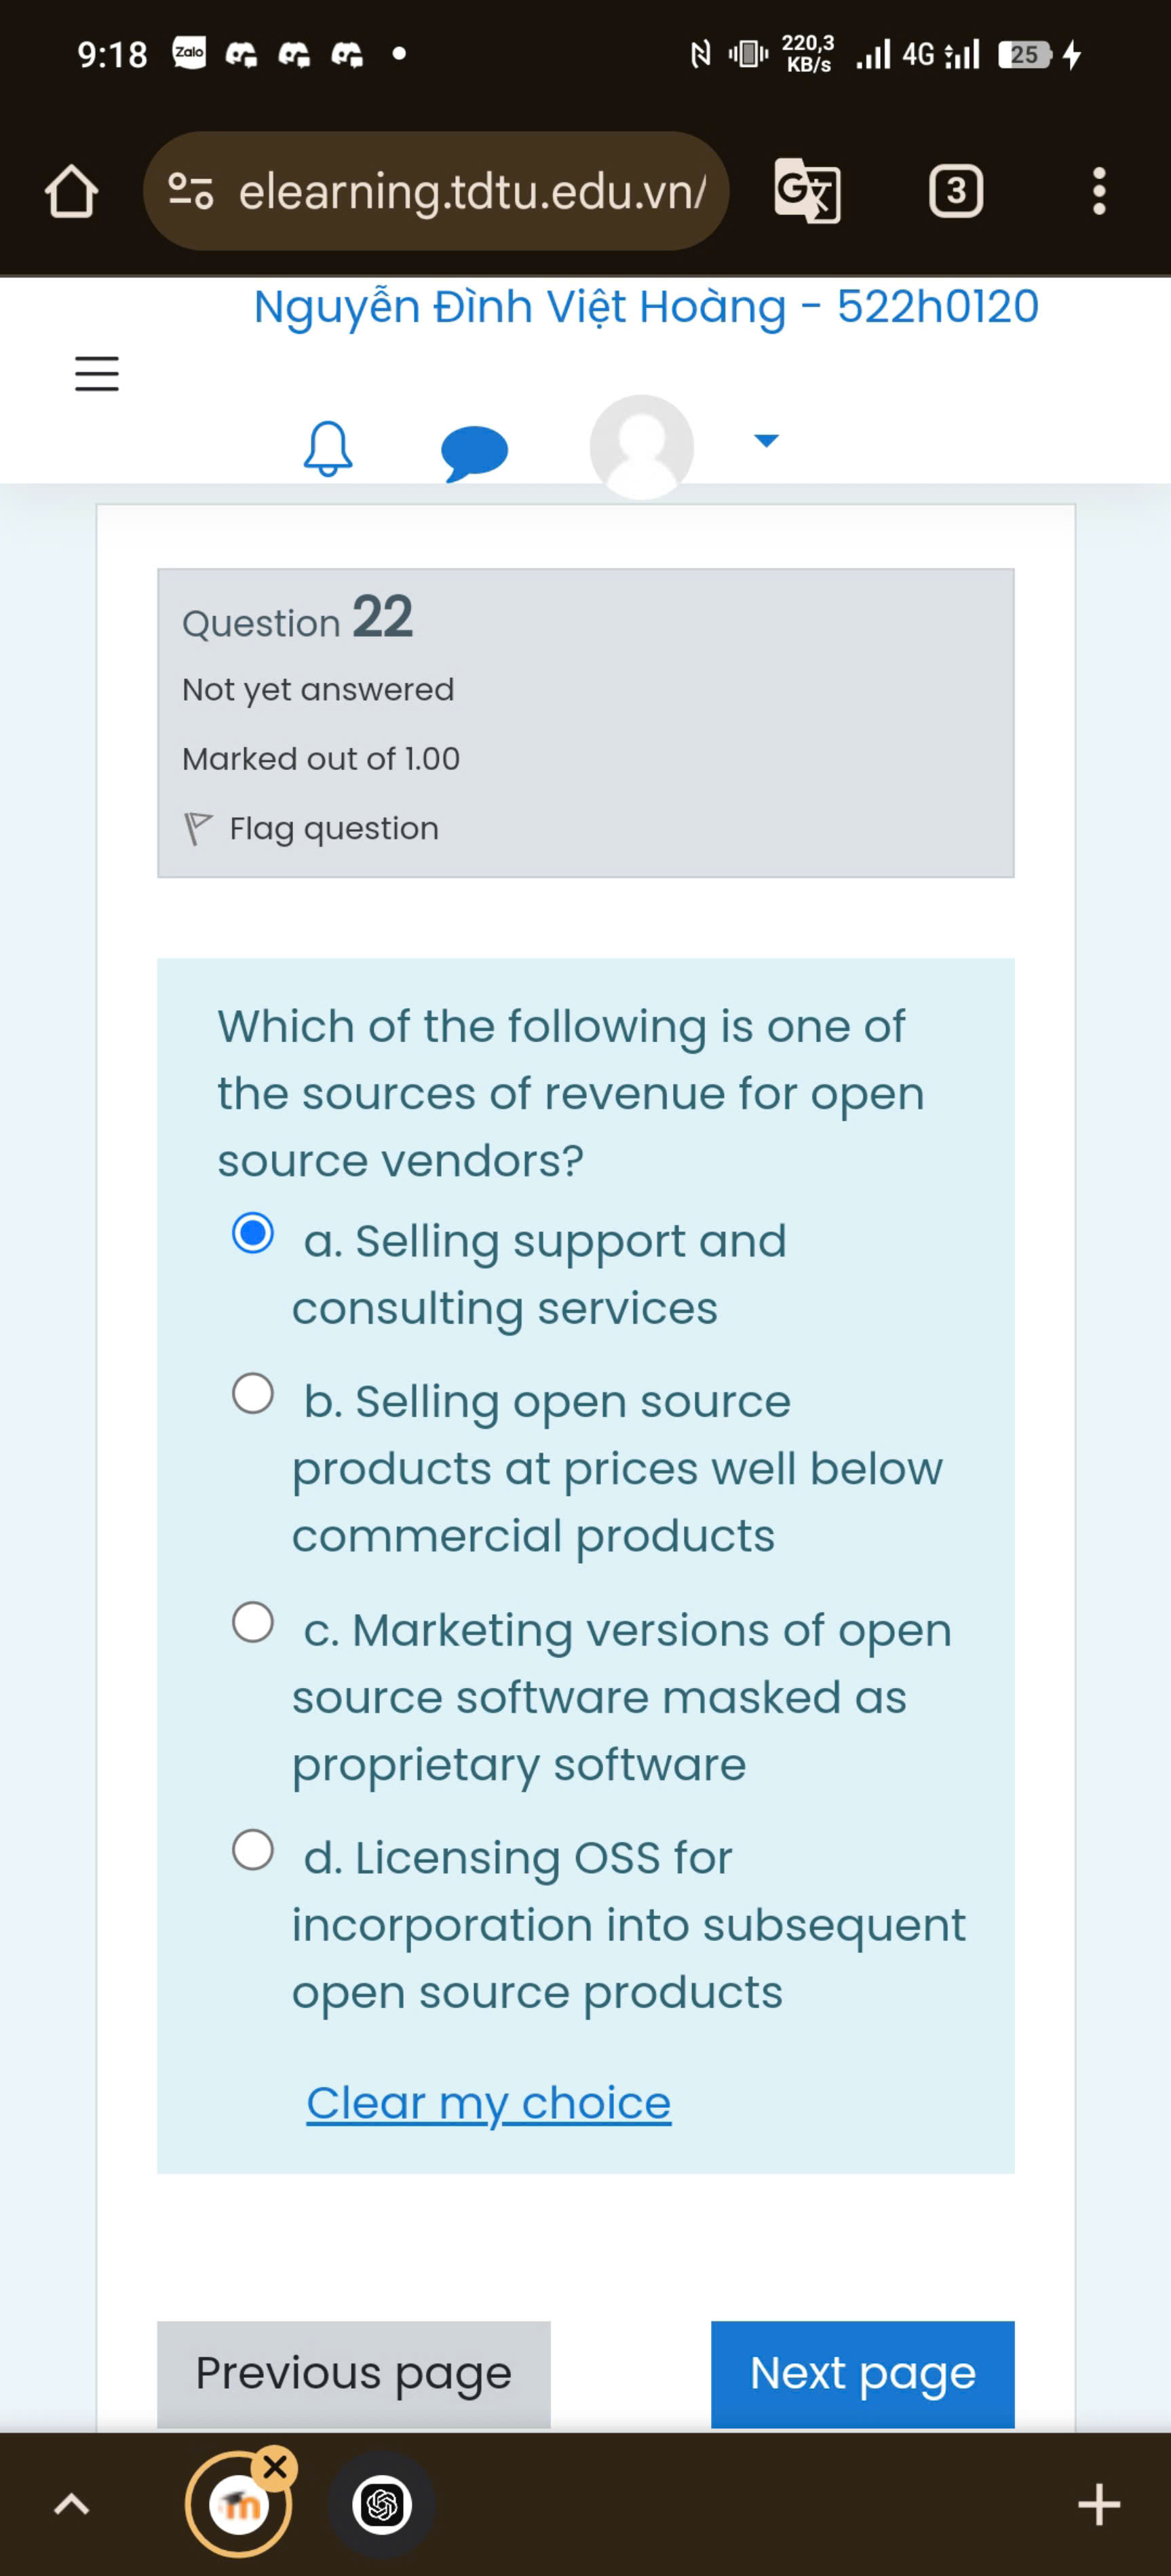 9:18 Zalo 220,3 KB/s 4G 25
elearning.tdtu.edu.vn/ 3
Nguyễn Đình Việt Hoàng - 522h0120
Question 22
Not yet answered
Marked out of 1.00
Flag question
Which of the following is one of
the sources of revenue for open
source vendors?
a. Selling support and
consulting services
b. Selling open source
products at prices well below
commercial products
c. Marketing versions of open
source software masked as
proprietary software
d. Licensing OSS for
incorporation into subsequent
open source products
Clear my choice
Previous page Next page